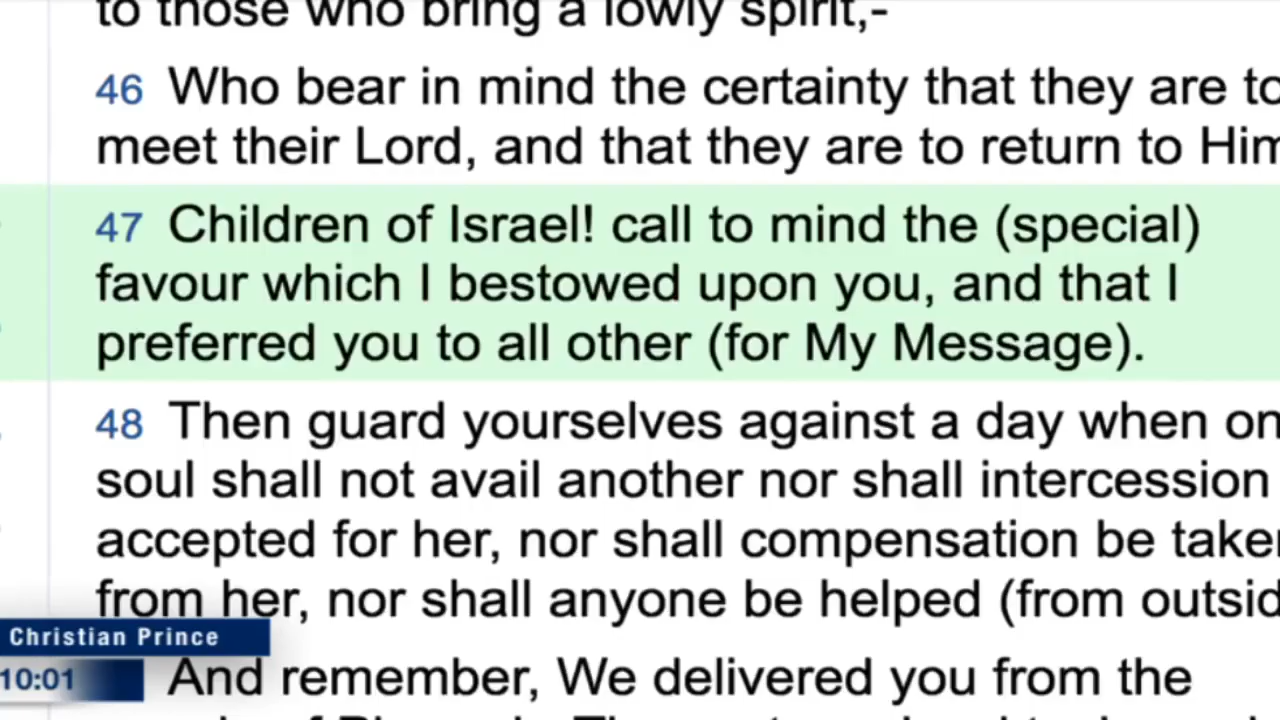 to those who bring a lowly spirit,-
46 Who bear in mind the certainty that they are to
meet their Lord, and that they are to return to Him
47 Children of Israel! call to mind the (special)
favour which I bestowed upon you, and that I
preferred you to all other (for My Message).
48 Then guard yourselves against a day when on
soul shall not avail another nor shall intercession
accepted for her, nor shall compensation be take
from her, nor shall anyone be helped (from outsid
Christian Prince
10:01
And remember, We delivered you from the